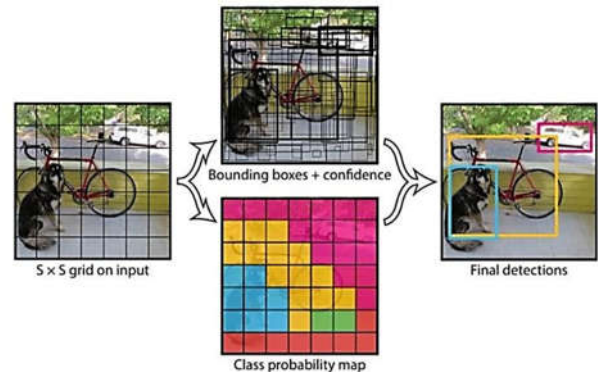 Bounding boxes + confidence
S × S grid on input
Final detections
Class probability map